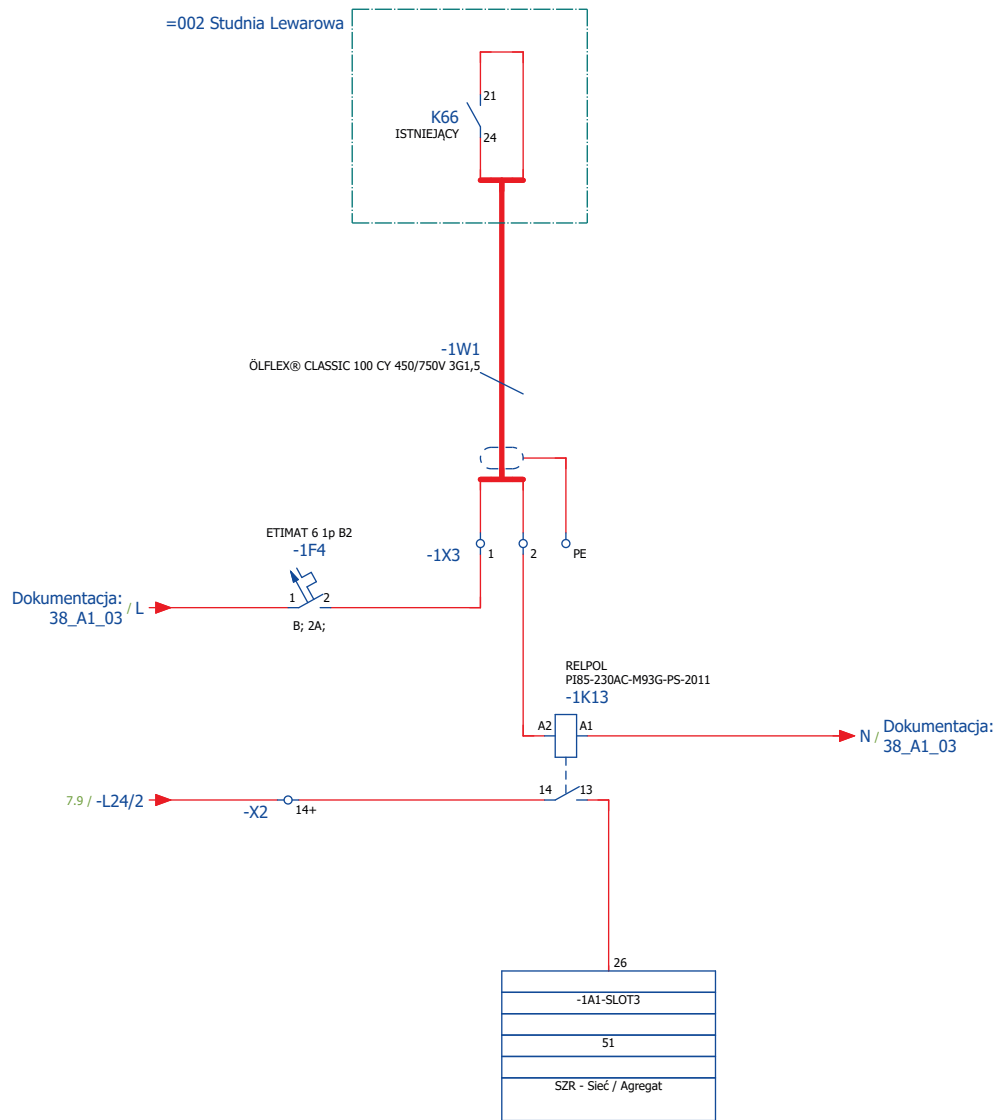 =002 Studnia Lewarowa
21
K66
ISTNIEJĄCY
24
-1W1
ÖLFLEX® CLASSIC 100 CY 450/750V 3G1,5
ETIMAT 6 1p B2
-1F4
-1X3
1
2
PE
Dokumentacja:
38_A1_03
/ L
1
2
B; 2A;
RELPOL
PI85-230AC-M93G-PS-2011
-1K13
A2
A1
N /
Dokumentacja:
38_A1_03
7.9 / -L24/2
-X2
14+
14
13
26
-1A1-SLOT3
51
SZR - Sieć / Agregat